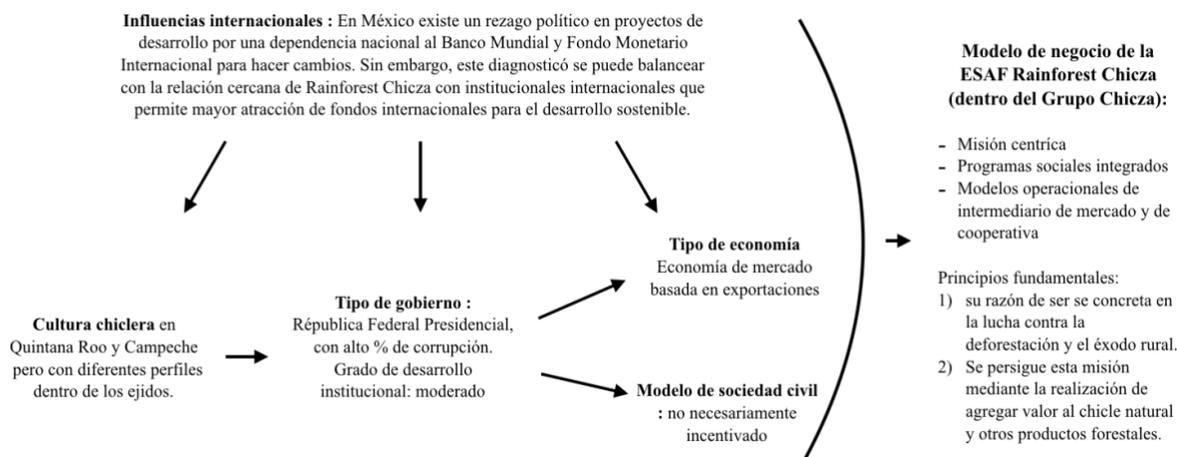 Influencias internacionales : En México existe un rezago político en proyectos de
desarrollo por una dependencia nacional al Banco Mundial y Fondo Monetario
Internacional para hacer cambios. Sin embargo, este diagnosticó se puede balancear
con la relación cercana de Rainforest Chicza con institucionales internacionales que
permite mayor atracción de fondos internacionales para el desarrollo sostenible.
Cultura chiclera en
Quintana Roo y Campeche
pero con diferentes perfiles
dentro de los ejidos.
Tipo de gobierno :
Républica Federal Presidencial,
con alto % de corrupción.
Grado de desarrollo
institucional: moderado
Tipo de economía
Economía de mercado
basada en exportaciones
Modelo de sociedad civil
: no necesariamente
incentivado
Modelo de negocio de la
ESAF Rainforest Chicza
(dentro del Grupo Chicza):
- Misión centríca
- Programas sociales integrados
- Modelos operacionales de
intermediario de mercado y de
cooperativa
Principios fundamentales:
1) su razón de ser se concreta en
la lucha contra la
deforestación y el éxodo rural.
2) Se persigue esta misión
mediante la realización de
agregar valor al chicle natural
y otros productos forestales.